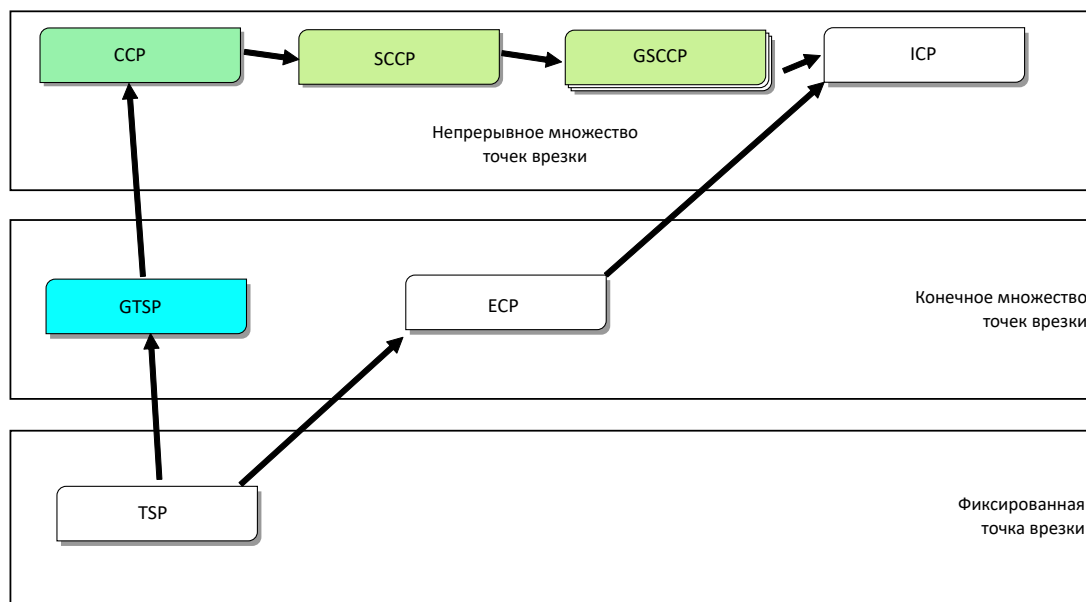 CCP
SCCP
GSCCP
ICP
Непрерывное множество
точек врезки
GTSP
ECP
Конечное множество
точек врезки
TSP
Фиксированная
точка врезки